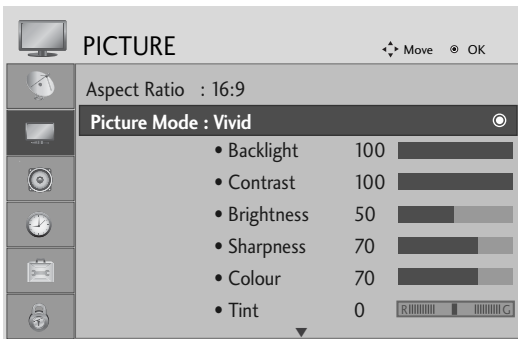 PICTURE
Move OK
Aspect Ratio : 16:9
Picture Mode : Vivid
• Backlight 100
• Contrast 100
• Brightness 50
• Sharpness 70
• Colour 70
• Tint 0 R G